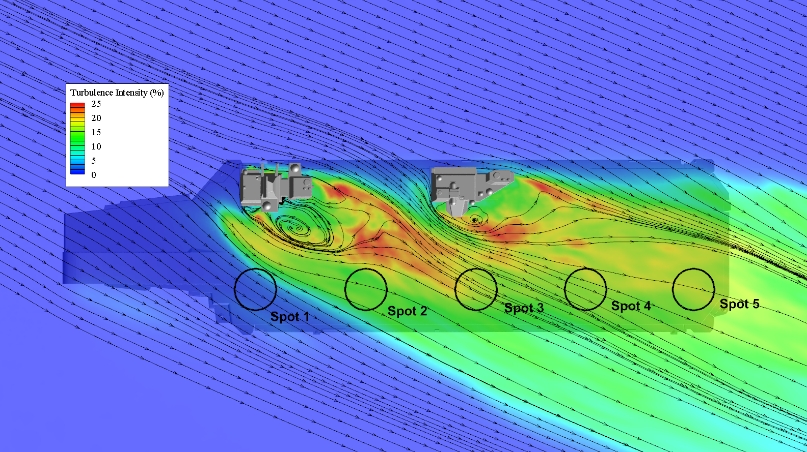 Turbulence Intensity (%)
25
20
15
10
5
0
Spot 1
Spot 2
Spot 3
Spot 4
Spot 5